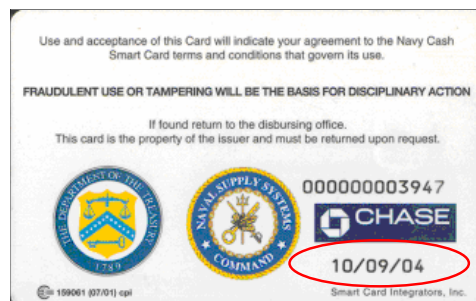 Use and acceptance of this Card will indicate your agreement to the Navy Cash
Smart Card terms and conditions that govern its use.
FRAUDULENT USE OR TAMPERING WILL BE THE BASIS FOR DISCIPLINARY ACTION
If found return to the disbursing office.
This card is the property of the issuer and must be returned upon request.
THE DEPARTMENT OF THE TREASURY
1789
NAVAL SUPPLY SYSTEMS
COMMAND
000000003947
CHASE
10/09/04
159061 (07/01) cpi
Smart Card Integrators, Inc.